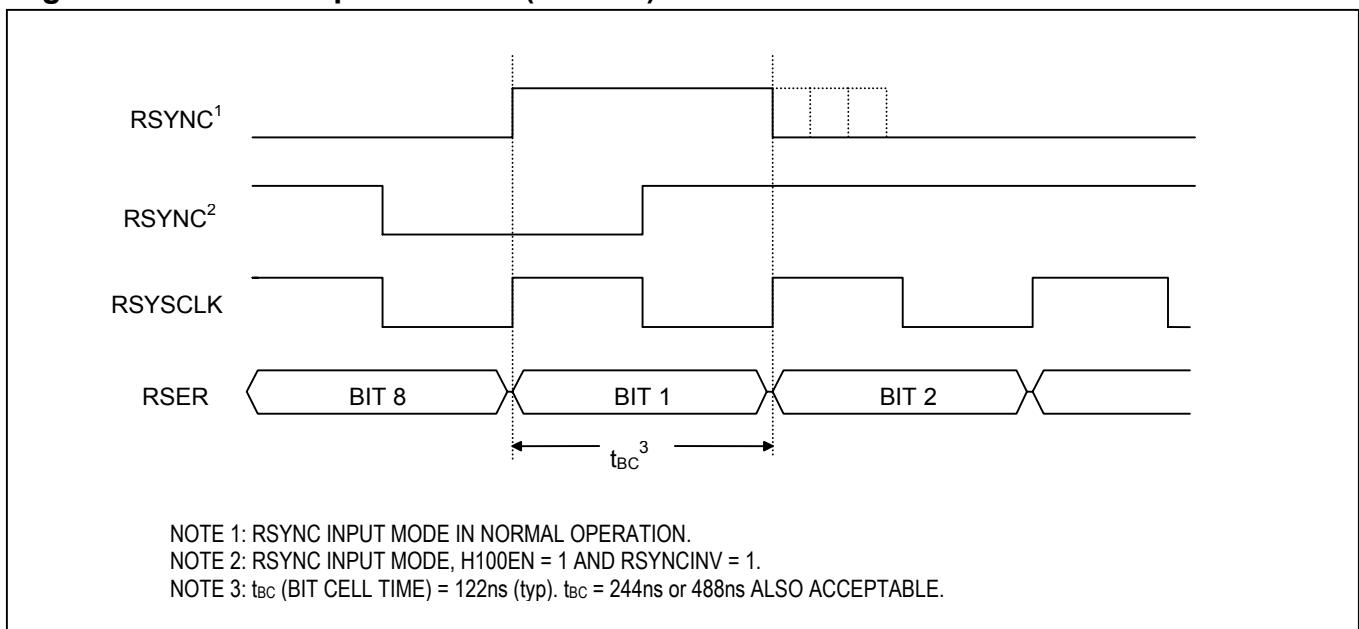 RSYNC1
RSYNC2
RSYSCLK
RSER BIT 8 BIT 1 BIT 2
tBC3
NOTE 1: RSYNC INPUT MODE IN NORMAL OPERATION.
NOTE 2: RSYNC INPUT MODE, H100EN = 1 AND RSYNCINV = 1.
NOTE 3: tBC (BIT CELL TIME) = 122ns (typ). tBC = 244ns or 488ns ALSO ACCEPTABLE.